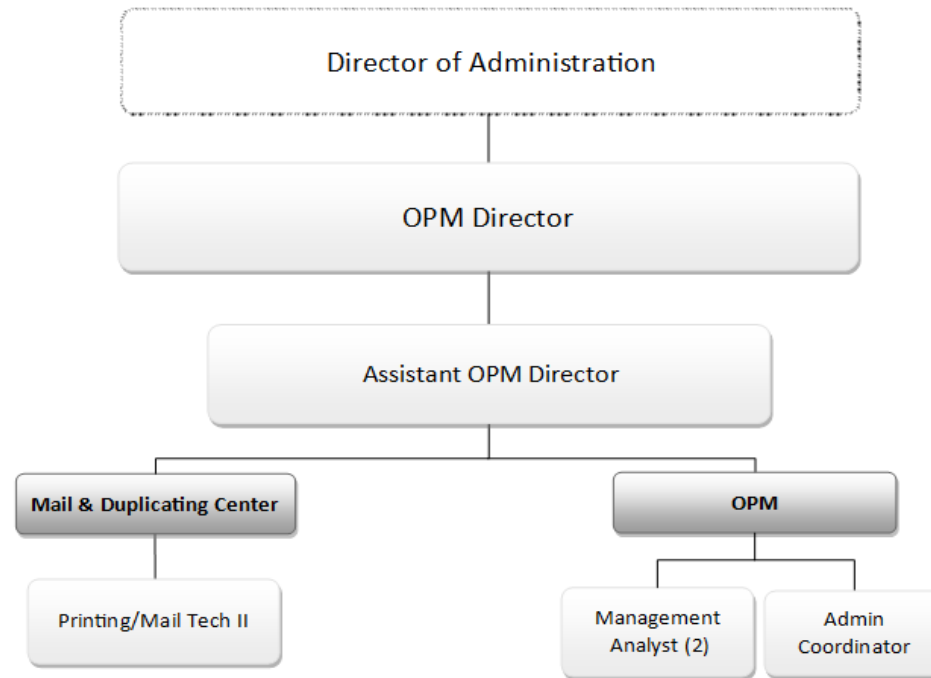 Director of Administration
OPM Director
Assistant OPM Director
Mail & Duplicating Center
OPM
Printing/Mail Tech II
Management
Analyst (2)
Admin
Coordinator